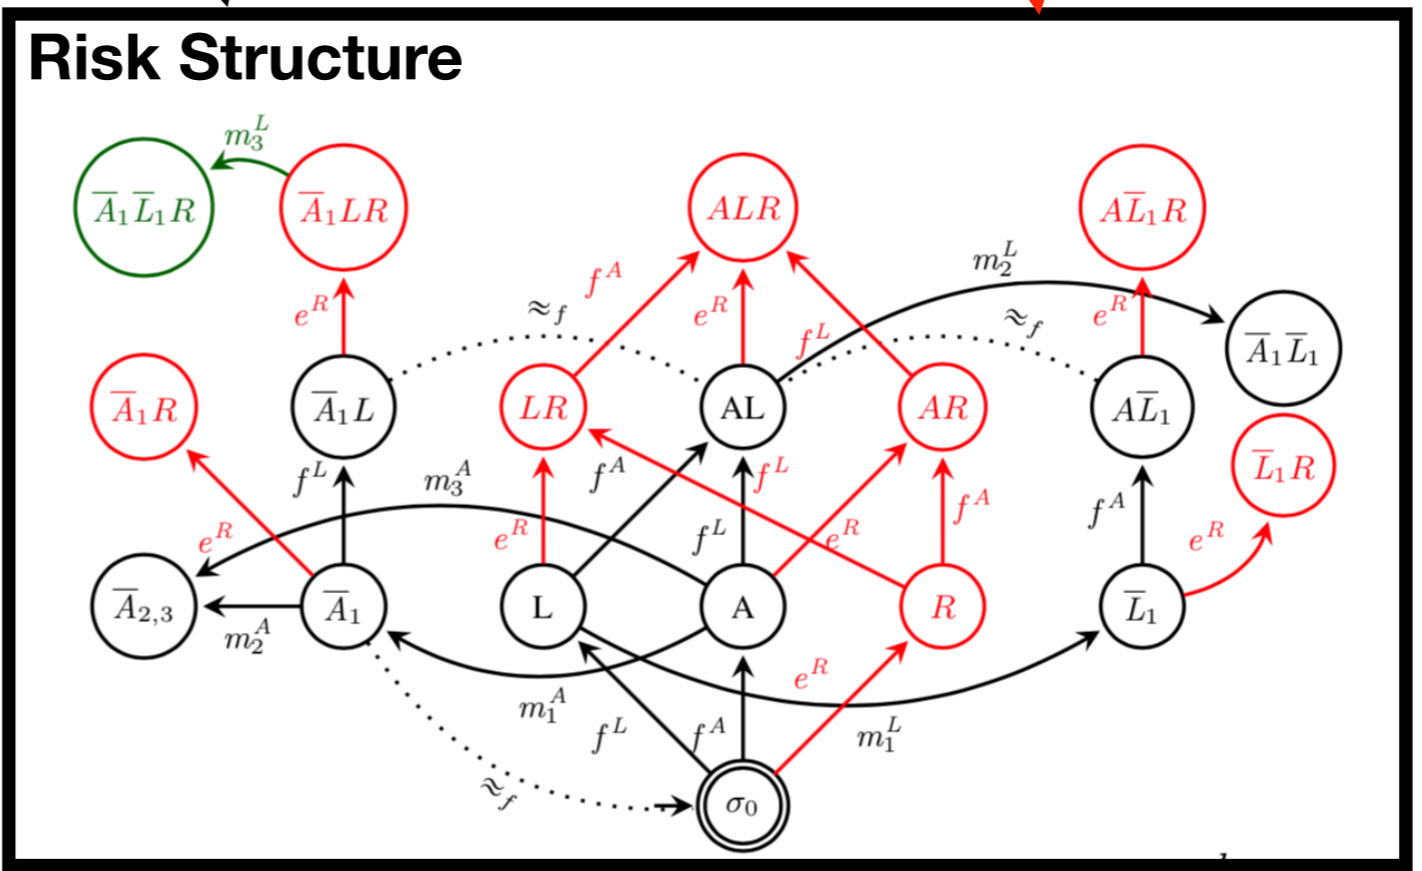 Risk Structure
m₃ᴸ
A̅₁L̅₁R
A̅₁LR
ALR
AL̅₁R
m₂ᴸ
fᴬ
≈f
eᴿ
eᴿ
fᴸ
≈f
eᴿ
A̅₁L̅₁
A̅₁R
A̅₁L
LR
AL
AR
AL̅₁
L̅₁R
fᴸ
m₃ᴬ
fᴬ
fᴸ
fᴬ
fᴬ
eᴿ
eᴿ
fᴸ
eᴿ
eᴿ
A̅₂,₃
A̅₁
L
A
R
L̅₁
m₂ᴬ
m₁ᴬ
eᴿ
fᴸ
fᴬ
m₁ᴸ
≈f
σ₀